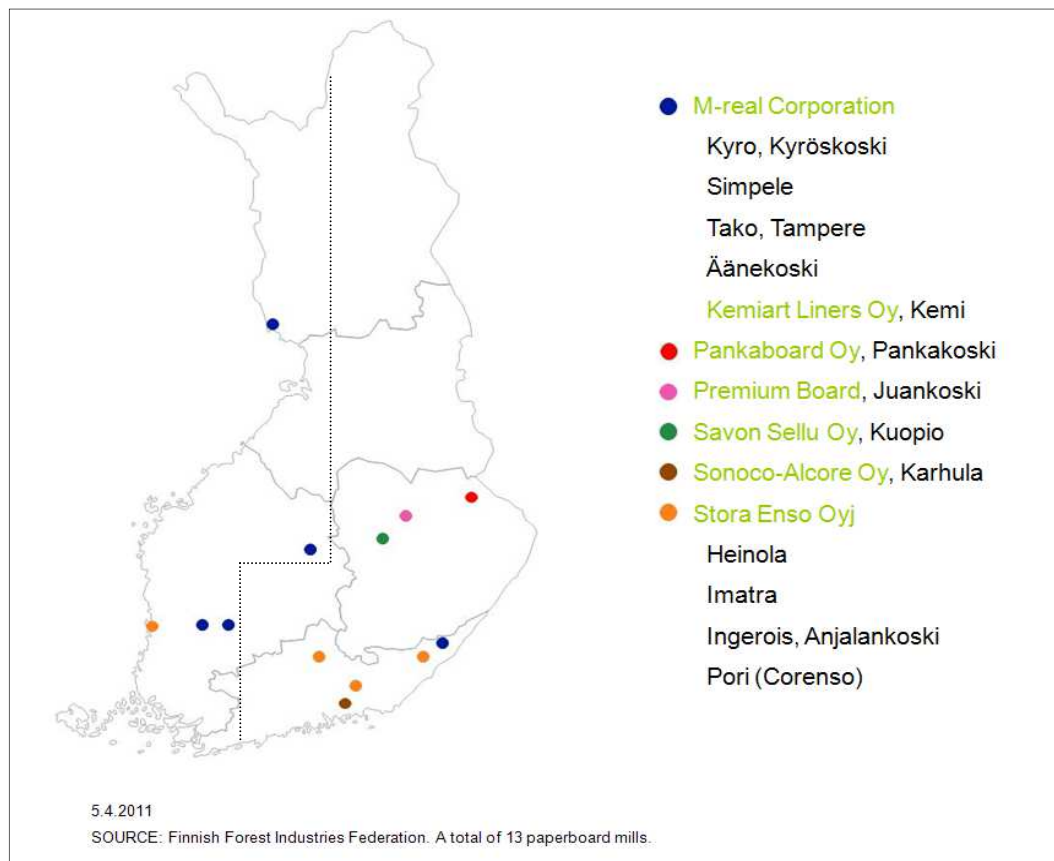 M-real Corporation
Kyro, Kyröskoski
Simpele
Tako, Tampere
Äänekoski
Kemiart Liners Oy, Kemi
Pankaboard Oy, Pankakoski
Premium Board, Juankoski
Savon Sellu Oy, Kuopio
Sonoco-Alcore Oy, Karhula
Stora Enso Oyj
Heinola
Imatra
Ingerois, Anjalankoski
Pori (Corenso)
5.4.2011
SOURCE: Finnish Forest Industries Federation. A total of 13 paperboard mills.